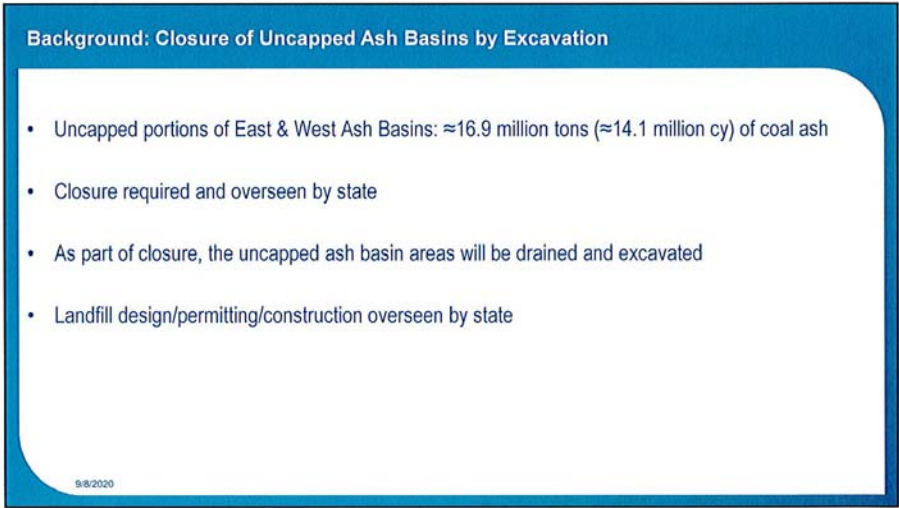 Background: Closure of Uncapped Ash Basins by Excavation
• Uncapped portions of East & West Ash Basins: ≈16.9 million tons (≈14.1 million cy) of coal ash
• Closure required and overseen by state
• As part of closure, the uncapped ash basin areas will be drained and excavated
• Landfill design/permitting/construction overseen by state
9/8/2020